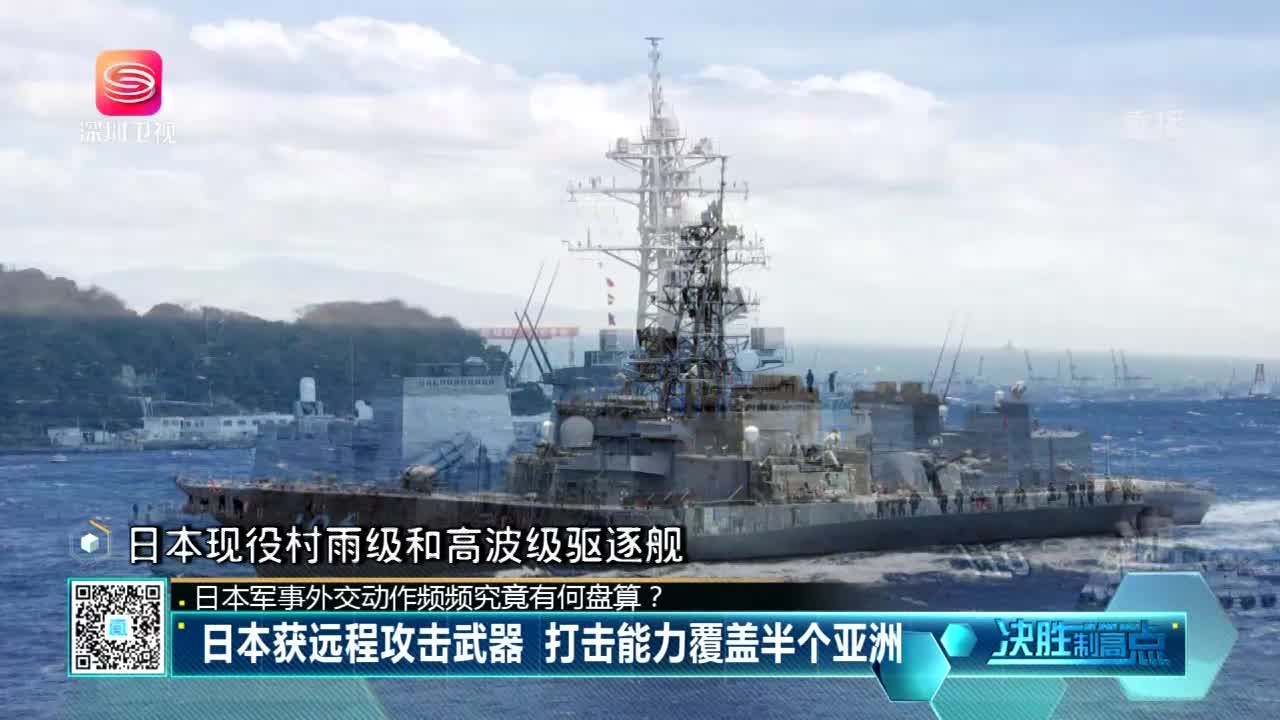 深圳卫视
直播
日本现役村雨级和高波级驱逐舰
日本军事外交动作频频究竟有何盘算？
日本获远程攻击武器 打击能力覆盖半个亚洲
决胜制高点